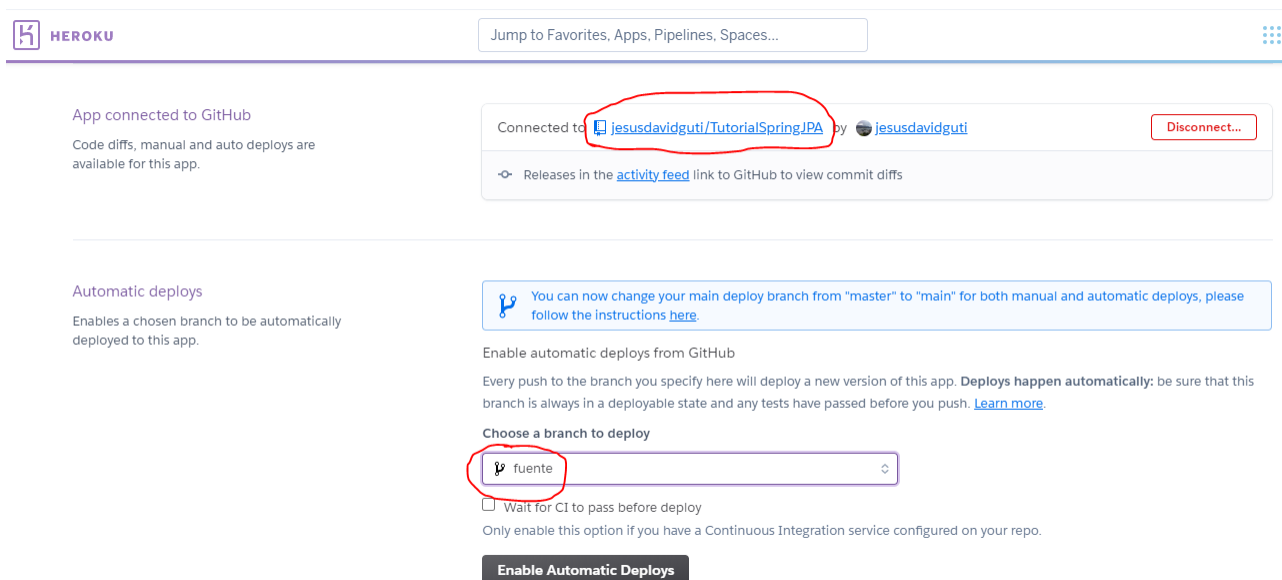 HEROKU
Jump to Favorites, Apps, Pipelines, Spaces...
App connected to GitHub
Code diffs, manual and auto deploys are
available for this app.
Connected to jesusdavidguti/TutorialSpringJPA by jesusdavidguti
Disconnect...
Releases in the activity feed link to GitHub to view commit diffs
Automatic deploys
Enables a chosen branch to be automatically
deployed to this app.
You can now change your main deploy branch from "master" to "main" for both manual and automatic deploys, please
follow the instructions here.
Enable automatic deploys from GitHub
Every push to the branch you specify here will deploy a new version of this app. Deploys happen automatically: be sure that this
branch is always in a deployable state and any tests have passed before you push. Learn more.
Choose a branch to deploy
fuente
Wait for CI to pass before deploy
Only enable this option if you have a Continuous Integration service configured on your repo.
Enable Automatic Deploys